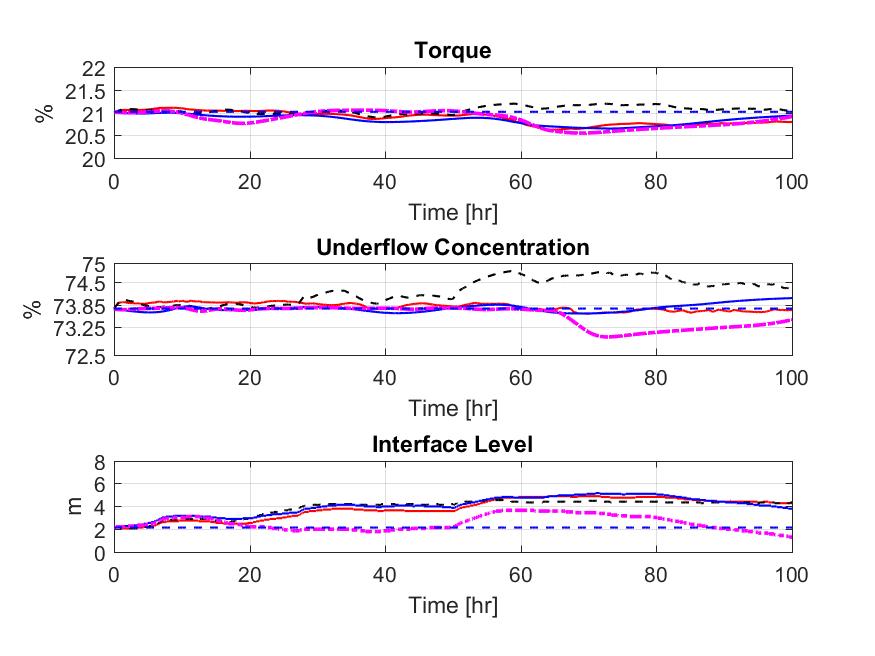 Torque
22
21.5
21
20.5
20
%
0 20 40 60 80 100
Time [hr]
Underflow Concentration
75
74.5
73.85
73.25
72.5
%
0 20 40 60 80 100
Time [hr]
Interface Level
8
6
4
2
0
m
0 20 40 60 80 100
Time [hr]